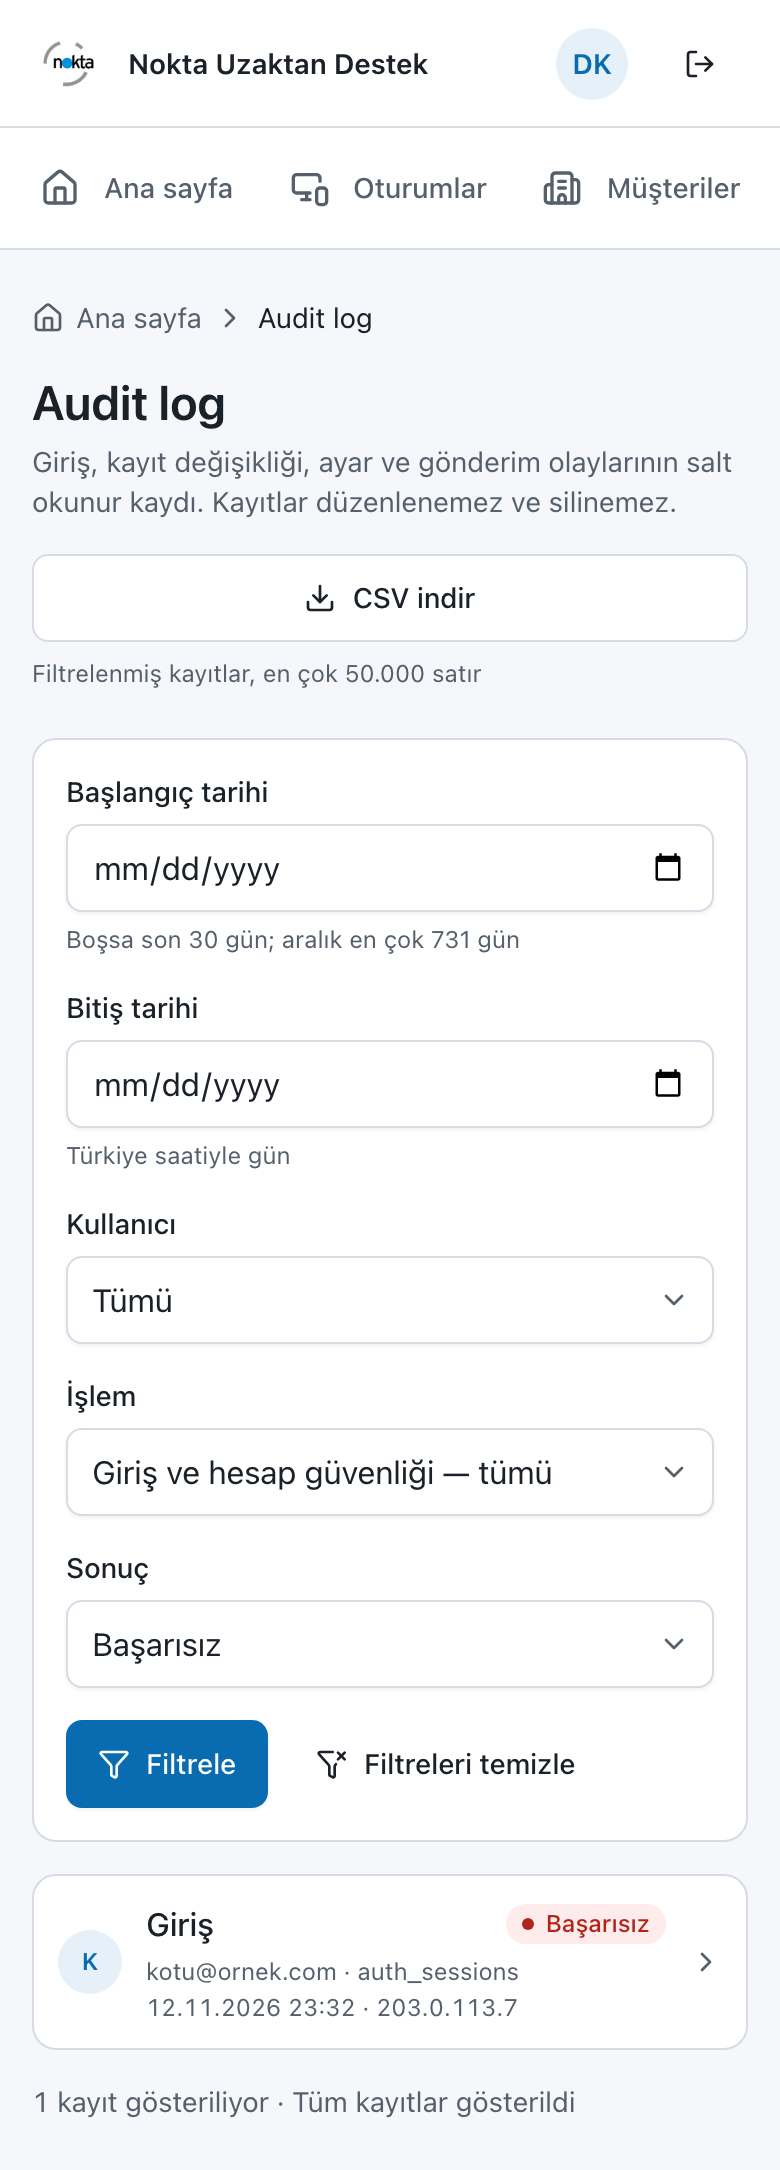 nokta
Nokta Uzaktan Destek
DK
Ana sayfa
Oturumlar
Müşteriler
Ana sayfa
Audit log
Audit log
Giriş, kayıt değişikliği, ayar ve gönderim olaylarının salt
okunur kaydı. Kayıtlar düzenlenemez ve silinemez.
CSV indir
Filtrelenmiş kayıtlar, en çok 50.000 satır
Başlangıç tarihi
mm/dd/yyyy
Boşsa son 30 gün; aralık en çok 731 gün
Bitiş tarihi
mm/dd/yyyy
Türkiye saatiyle gün
Kullanıcı
Tümü
İşlem
Giriş ve hesap güvenliği — tümü
Sonuç
Başarısız
Filtrele
Filtreleri temizle
K
Giriş
Başarısız
kotu@ornek.com · auth_sessions
12.11.2026 23:32 · 203.0.113.7
1 kayıt gösteriliyor · Tüm kayıtlar gösterildi